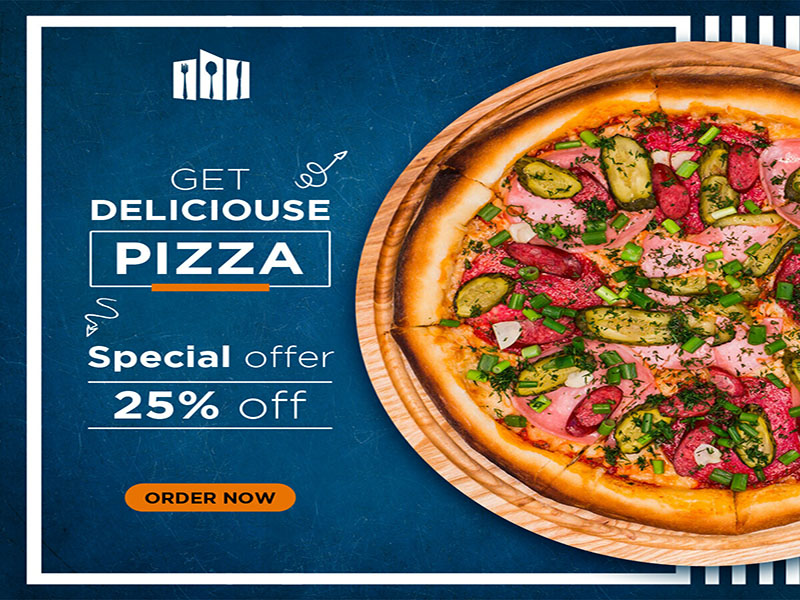 GET
DELICIOUSE
PIZZA
Special offer
25% off
ORDER NOW